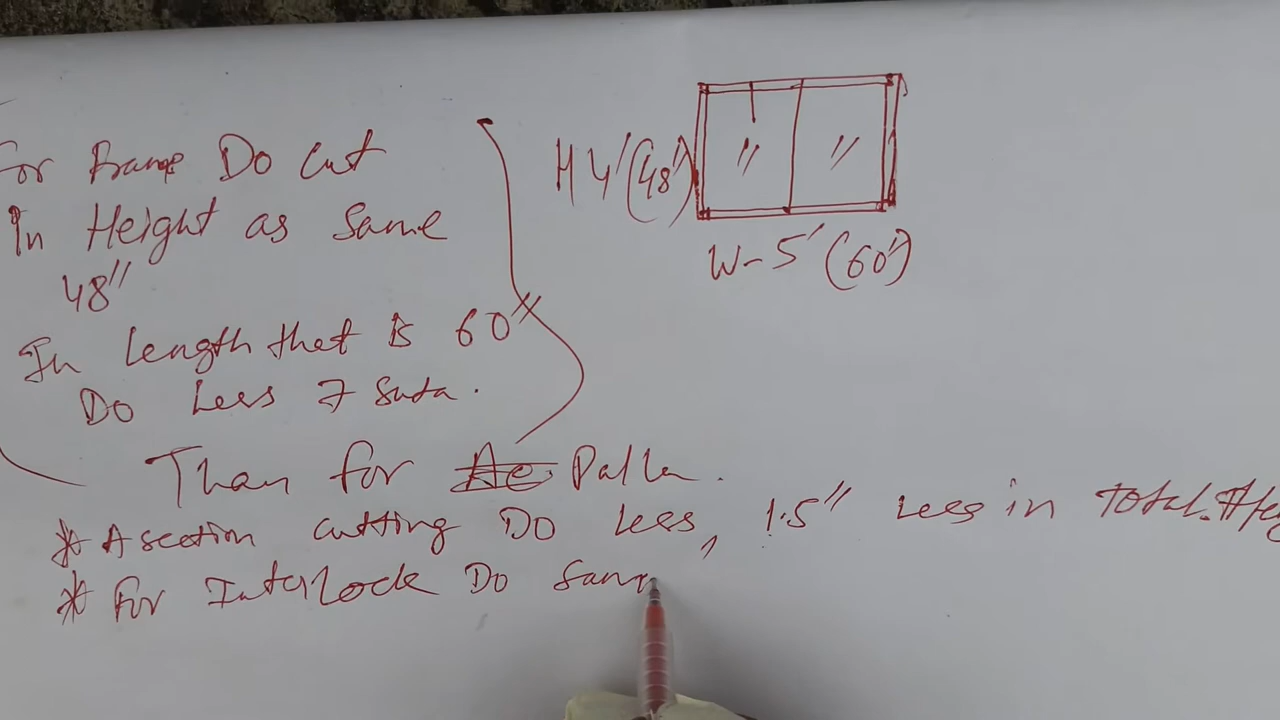 For Frame Do Cut
In Height as Same
48"
In length that is 60"
Do Less 7 Suta.
Than for Palla.
* A section cutting Do Less, 1.5" Less in total.
* For Interlock Do Same
H 4' (48")
W- 5' (60")